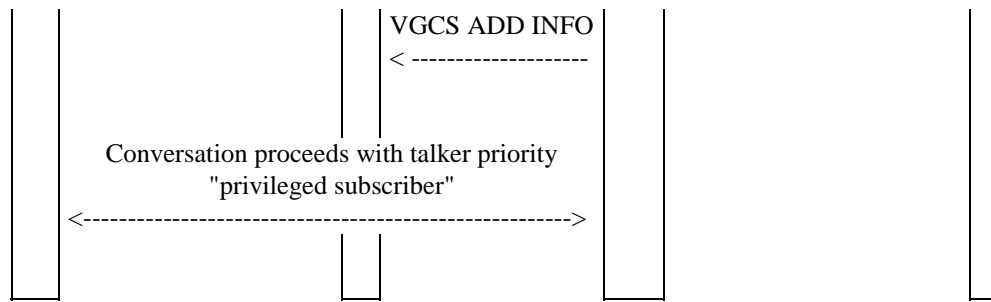 VGCS ADD INFO
< --------------------
Conversation proceeds with talker priority
"privileged subscriber"
<------------------------------------------------------->